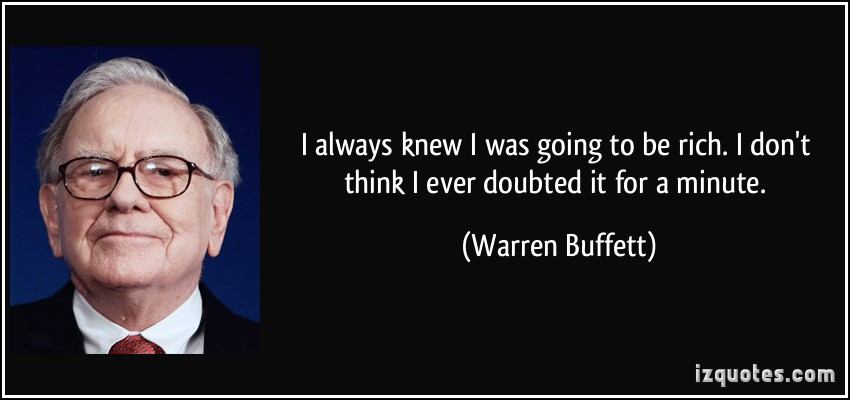 I always knew I was going to be rich. I don't
think I ever doubted it for a minute.
(Warren Buffett)
izquotes.com